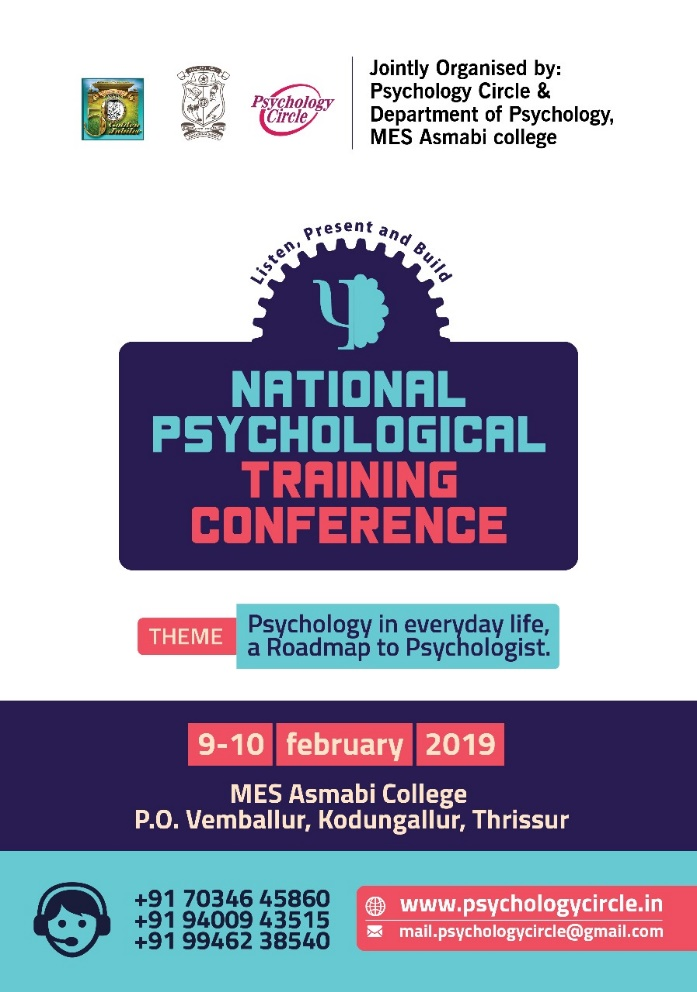 Golden Jubilee
Psychology
Circle
Jointly Organised by:
Psychology Circle &
Department of Psychology,
MES Asmabi college
Listen, Present and Build
NATIONAL
PSYCHOLOGICAL
TRAINING
CONFERENCE
THEME
Psychology in everyday life,
a Roadmap to Psychologist.
9-10 february 2019
MES Asmabi College
P.O. Vemballur, Kodungallur, Thrissur
+91 70346 45860
+91 94009 43515
+91 99462 38540
www.psychologycircle.in
mail.psychologycircle@gmail.com